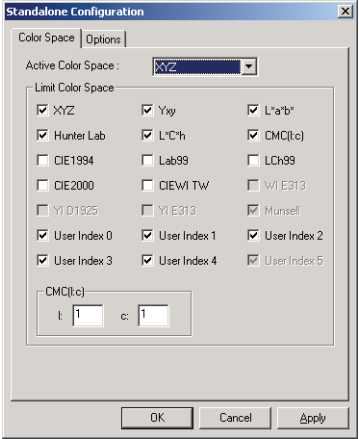 Standalone Configuration
Color Space Options
Active Color Space : XYZ
Limit Color Space
XYZ Yxy L*a*b*
Hunter Lab L*C*h CMC(l:c)
CIE1994 Lab99 LCh99
CIE2000 CIEWI TW WI E313
YI D1925 YI E313 Munsell
User Index 0 User Index 1 User Index 2
User Index 3 User Index 4 User Index 5
CMC(l:c)
l: 1 c: 1
OK Cancel Apply